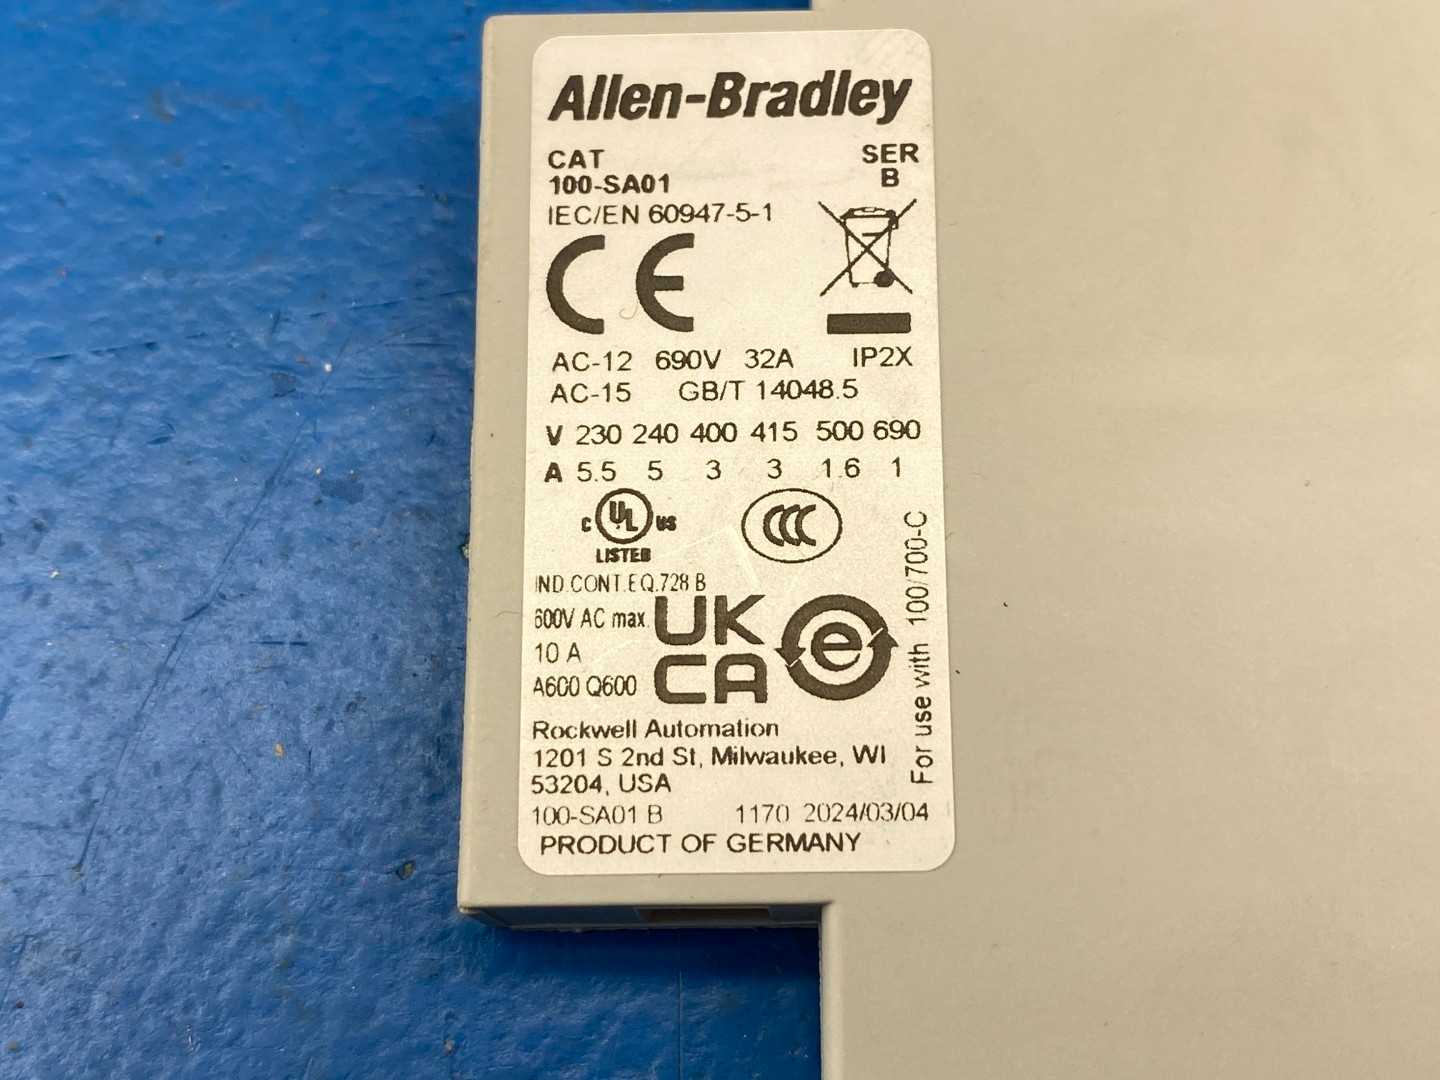 Allen-Bradley
CAT SER
100-SA01 B
IEC/EN 60947-5-1
CE
AC-12 690V 32A IP2X
AC-15 GB/T 14048.5
V 230 240 400 415 500 690
A 5.5 5 3 3 1.6 1
C UL US
LISTED
CCC
IND.CONT.EQ.728 B
600V AC max.
10 A
A600 Q600
UK
CA
e
For use with 100/700-C
Rockwell Automation
1201 S 2nd St, Milwaukee, WI
53204, USA
100-SA01 B 1170 2024/03/04
PRODUCT OF GERMANY